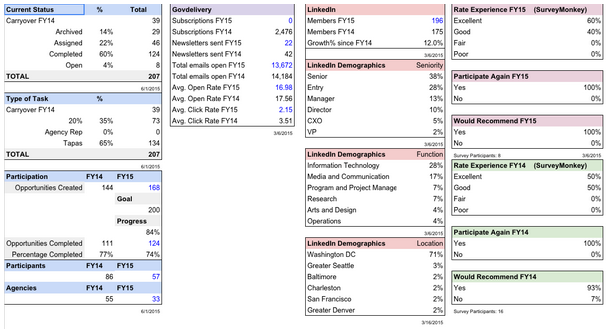 Current Status % Total
Carryover FY14 39
Archived 14% 29
Assigned 22% 46
Completed 60% 124
Open 4% 8
TOTAL 207
6/1/2015
Type of Task %
Carryover FY14 39
20% 35% 73
Agency Rep 0% 0
Tapas 65% 134
TOTAL 207
6/1/2015
Participation FY14 FY15
Opportunities Created 144 168
Goal
200
Progress
84%
Opportunities Completed 111 124
Percentage Completed 77% 74%
Participants FY14 FY15
86 57
Agencies FY14 FY15
55 33
6/1/2015
Govdelivery
Subscriptions FY15 0
Subscriptions FY14 2,476
Newsletters sent FY15 22
Newsletters sent FY14 42
Total emails open FY15 13,672
Total emails open FY14 14,184
Avg. Open Rate FY15 16.98
Avg. Open Rate FY14 17.56
Avg. Click Rate FY15 2.15
Avg. Click Rate FY14 3.51
3/6/2015
LinkedIn
Members FY15 196
Members FY14 175
Growth% since FY14 12.0%
3/6/2015
LinkedIn Demographics Seniority
Senior 38%
Entry 28%
Manager 13%
Director 10%
CXO 5%
VP 2%
3/6/2015
LinkedIn Demographics Function
Information Technology 28%
Media and Communication 17%
Program and Project Manage 7%
Research 7%
Arts and Design 4%
Operations 4%
3/6/2015
LinkedIn Demographics Location
Washington DC 71%
Greater Seattle 3%
Baltimore 2%
Charleston 2%
San Francisco 2%
Greater Denver 2%
3/16/2015
Rate Experience FY15 (SurveyMonkey)
Excellent 60%
Good 40%
Fair 0%
Poor 0%
Participate Again FY15
Yes 100%
No 0%
Would Recommend FY15
Yes 100%
No 0%
Survey Participants: 8 3/6/2015
Rate Experience FY14 (SurveyMonkey)
Excellent 50%
Good 50%
Fair 0%
Poor 0%
Participate Again FY14
Yes 100%
No 0%
Would Recommend FY14
Yes 93%
No 7%
Survey Participants: 16